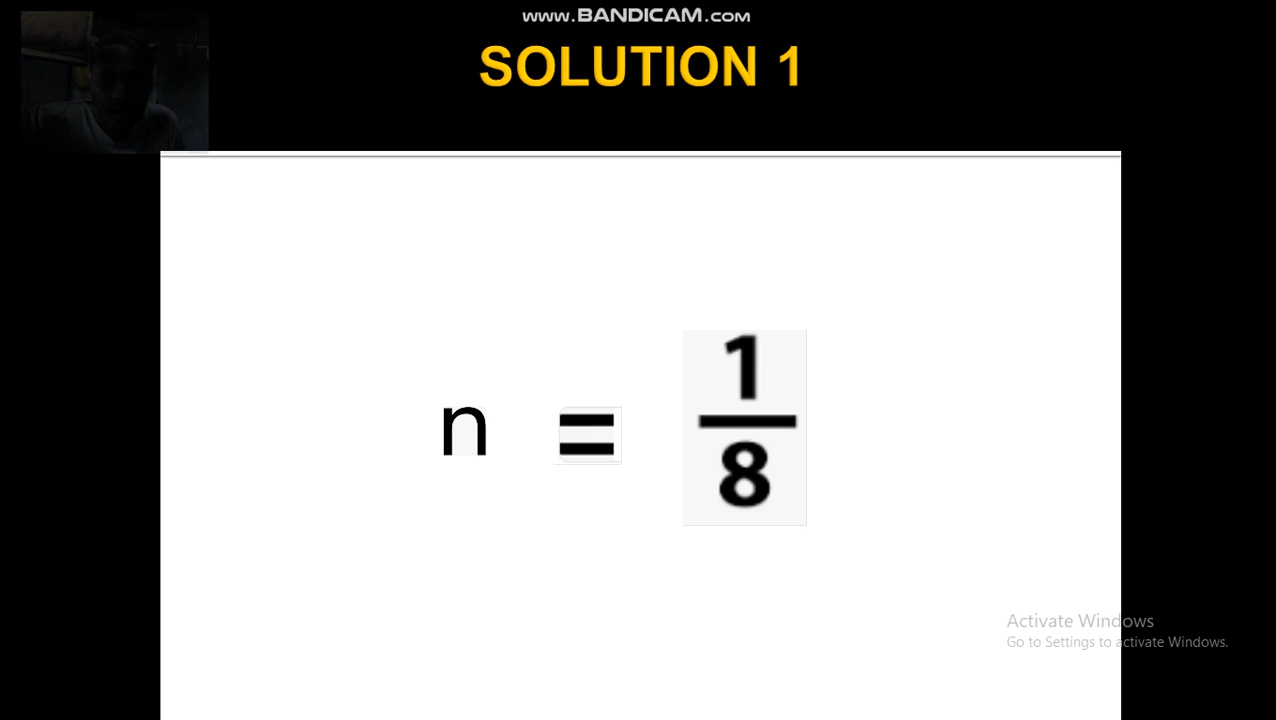 www.BANDICAM.com
SOLUTION 1
n = 1/8
Activate Windows
Go to Settings to activate Windows.